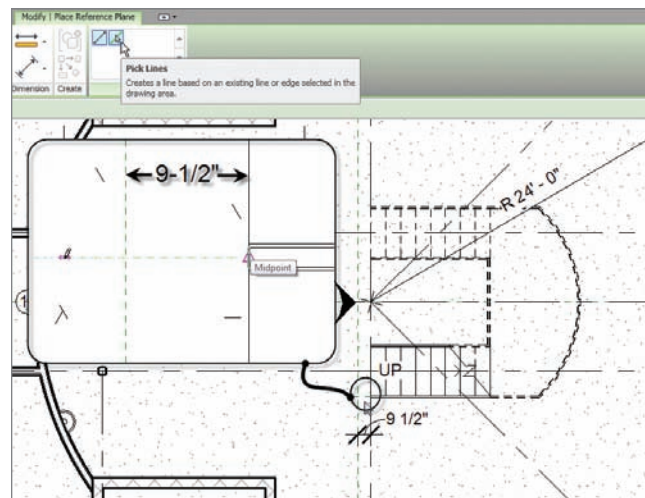 Modify | Place Reference Plane
Dimension
Create
Pick Lines
Creates a line based on an existing line or edge selected in the
drawing area.
9-1/2"
R 24' - 0"
Midpoint
UP
9 1/2"